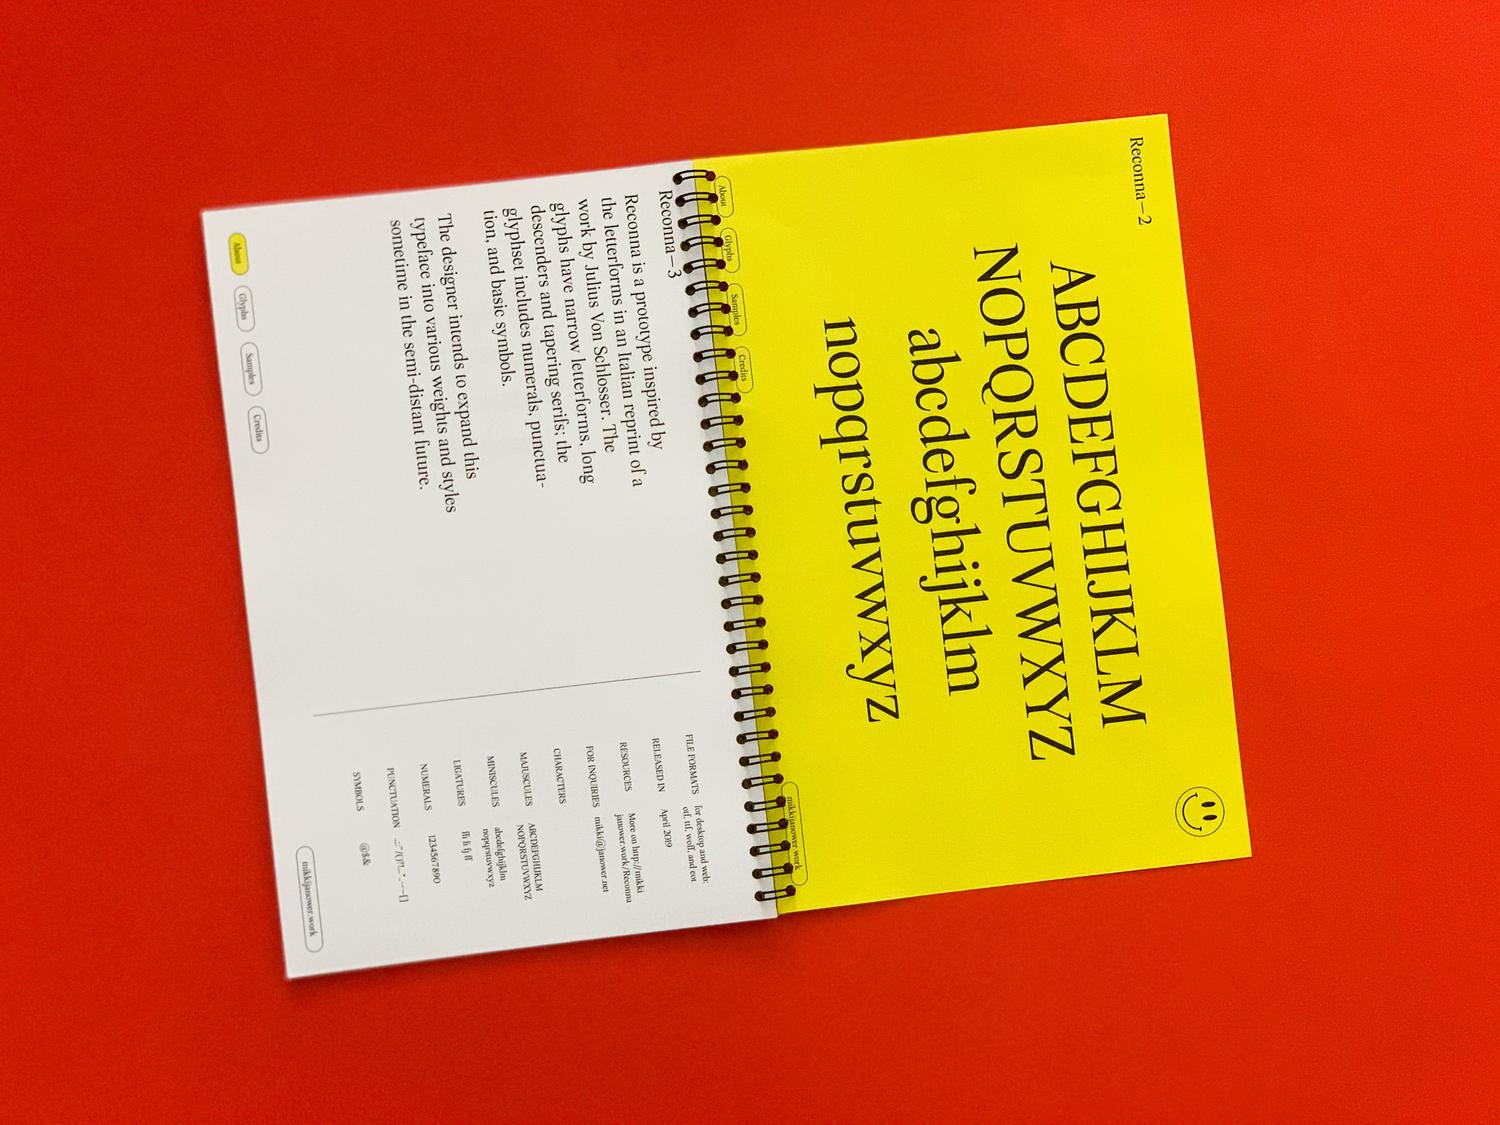 Reconna—2
ABCDEFGHIJKLM
NOPQRSTUVWXYZ
abcdefghijklm
nopqrstuvwxyz
About
Glyphs
Samples
Credits
mikkijanower.work
Reconna—3
Reconna is a prototype inspired by
the letterforms in an Italian reprint of a
work by Julius Von Schlosser. The
glyphs have narrow letterforms, long
descenders and tapering serifs; the
glyphset includes numerals, punctua-
tion, and basic symbols.
The designer intends to expand this
typeface into various weights and styles
sometime in the semi-distant future.
FILE FORMATS for desktop and web:
otf, ttf, woff, and eot
RELEASED IN April 2019
RESOURCES More on http://mikki
janower.work/Reconna
FOR INQUIRIES mikki@janower.net
CHARACTERS
MAJUSCULES ABCDEFGHIJKLM
NOPQRSTUVWXYZ
MINISCULES abcdefghijklm
nopqrstuvwxyz
LIGATURES ffi fi fj ff
NUMERALS 1234567890
PUNCTUATION
SYMBOLS @$&
About
Glyphs
Samples
Credits
mikkijanower.work